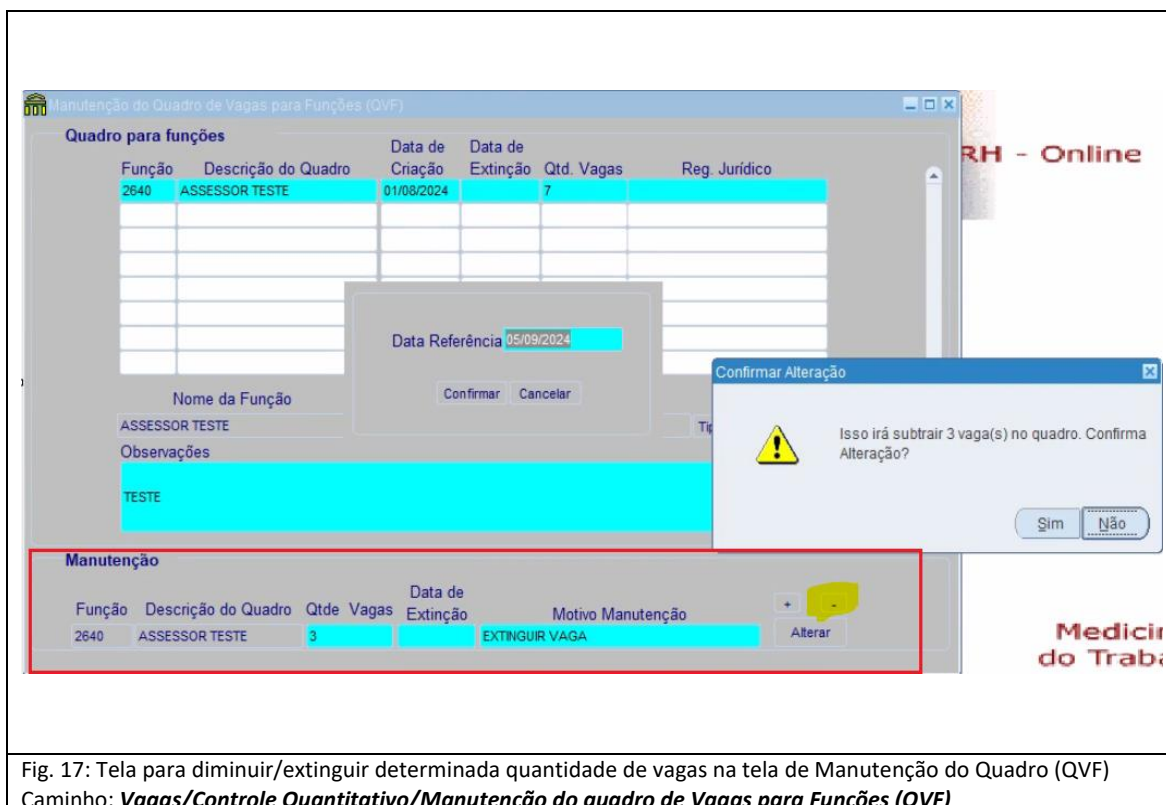 Manutenção do Quadro de Vagas para Funções (QVF)
Quadro para funções
Função Descrição do Quadro Data de Criação Data de Extinção Qtd. Vagas Reg. Jurídico
2640 ASSESSOR TESTE 01/08/2024 7
RH - Online
Data Referência 05/09/2024
Confirmar Cancelar
Nome da Função
ASSESSOR TESTE
Observações
TESTE
Confirmar Alteração
Isso irá subtrair 3 vaga(s) no quadro. Confirma
Alteração?
Sim Não
Manutenção
Função Descrição do Quadro Qtde Vagas Data de Extinção Motivo Manutenção + -
2640 ASSESSOR TESTE 3 EXTINGUIR VAGA Alterar
do
Fig. 17: Tela para diminuir/extinguir determinada quantidade de vagas na tela de Manutenção do Quadro (QVF)
Caminho: Vagas/Controle Quantitativo/Manutenção do quadro de Vagas para Funções (QVF)